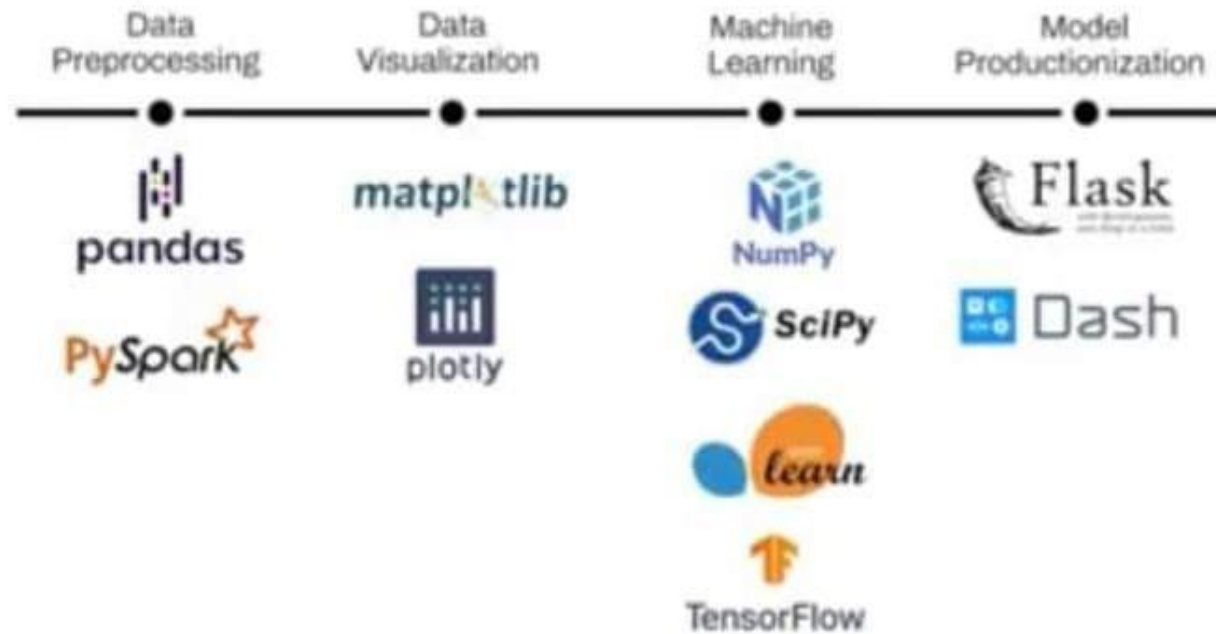 Data
Preprocessing
Data
Visualization
Machine
Learning
Model
Productionization
pandas
PySpark
matplotlib
plotly
NumPy
SciPy
learn
TensorFlow
Flask
Dash